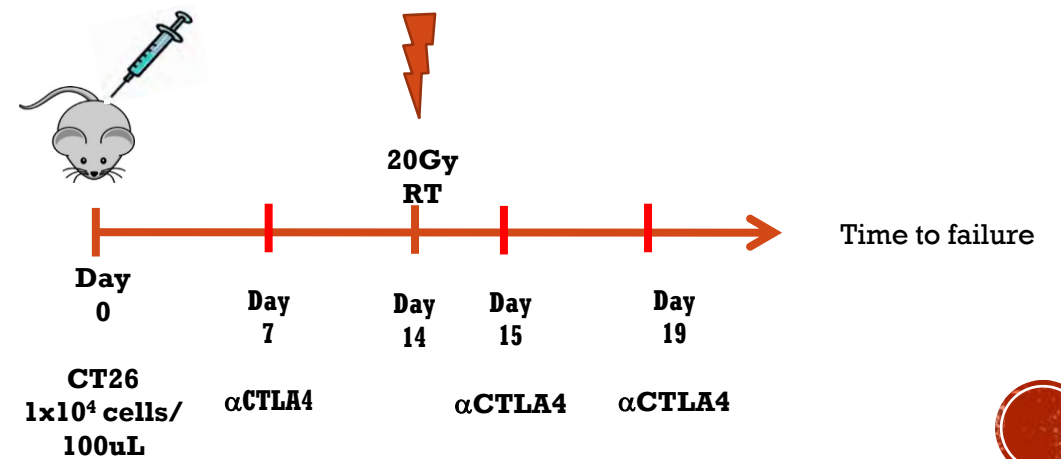 20Gy
RT
Time to failure
Day
0
Day
7
Day
14
Day
15
Day
19
CT26
1x10⁴ cells/
100uL
αCTLA4
αCTLA4
αCTLA4